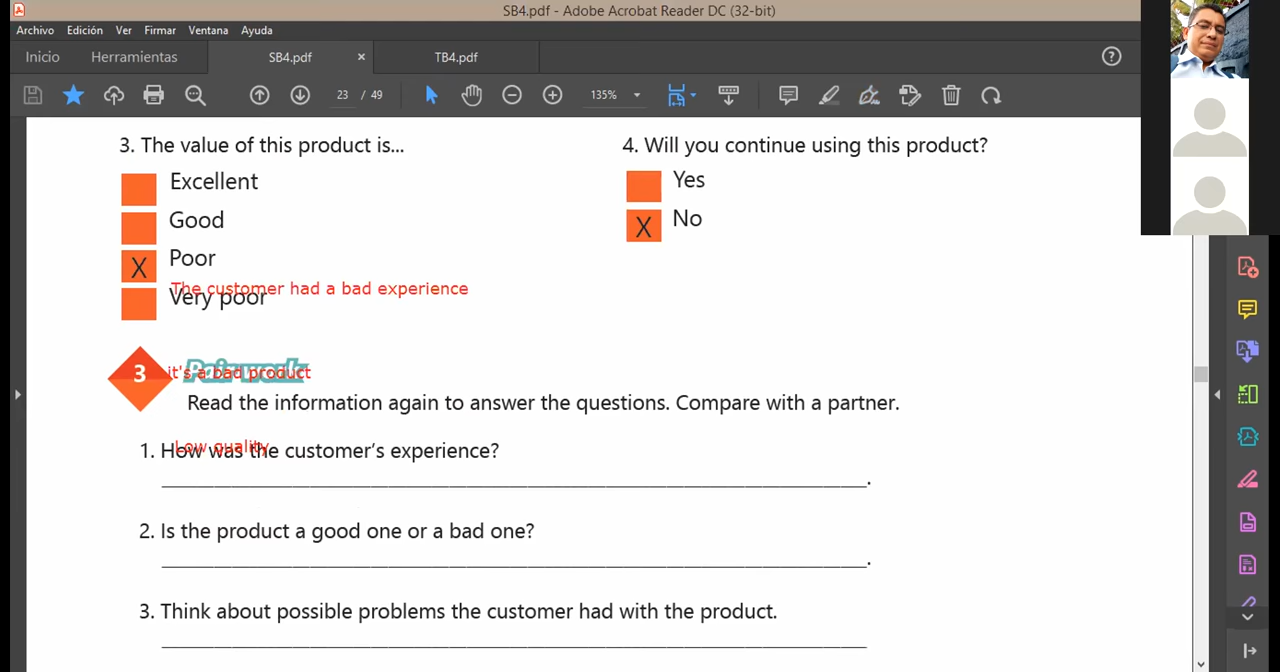 SB4.pdf - Adobe Acrobat Reader DC (32-bit)
Archivo Edición Ver Firmar Ventana Ayuda
Inicio Herramientas SB4.pdf × TB4.pdf
23 / 49 135%
3. The value of this product is...
Excellent
Good
X Poor
The customer had a bad experience
Very poor
4. Will you continue using this product?
Yes
X No
3 Pair work
it's a bad product
Read the information again to answer the questions. Compare with a partner.
Low quality
1. How was the customer's experience?
2. Is the product a good one or a bad one?
3. Think about possible problems the customer had with the product.